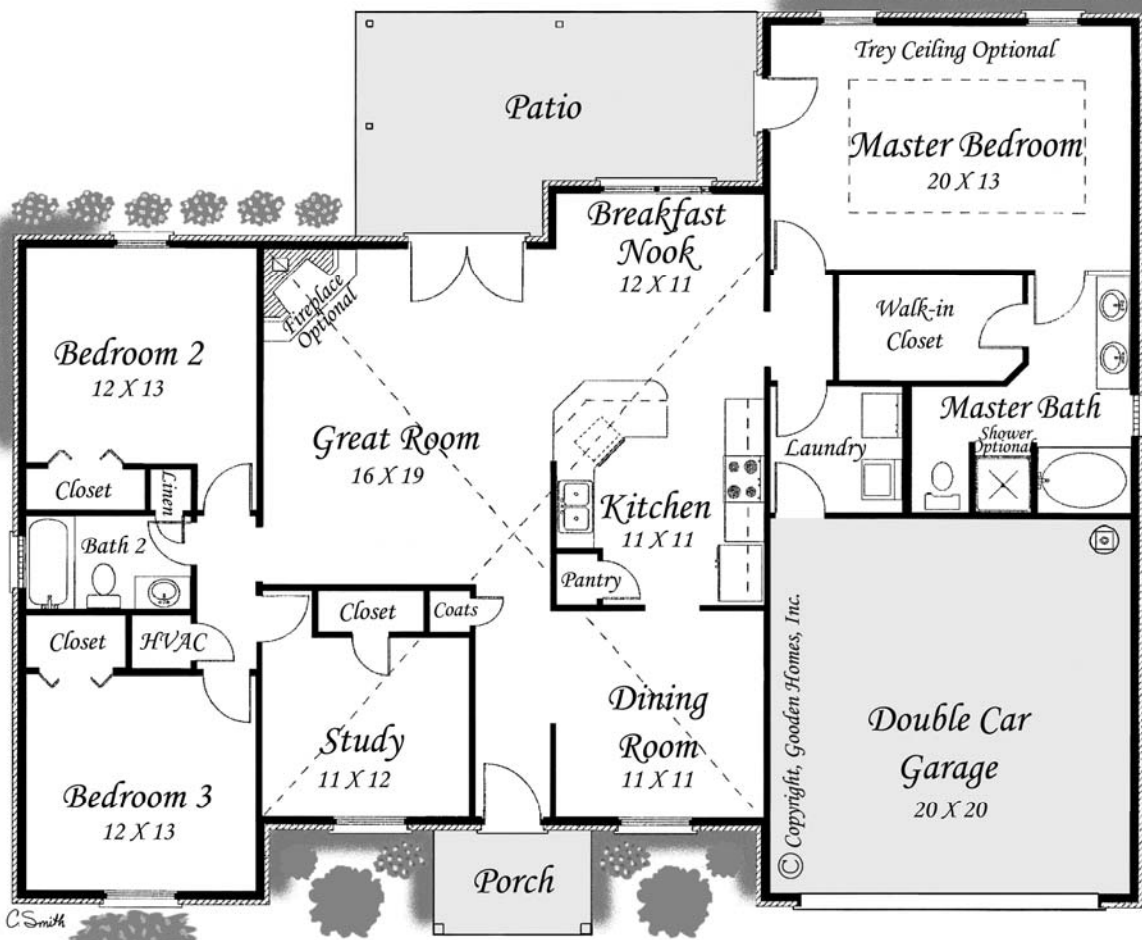 Trey Ceiling Optional
Patio
Master Bedroom
20 X 13
Breakfast
Nook
12 X 11
Fireplace
Optional
Walk-in
Closet
Bedroom 2
12 X 13
Great Room
16 X 19
Master Bath
Shower
Optional
Laundry
Closet
Linen
Kitchen
11 X 11
Bath 2
Pantry
Closet
Coats
Closet
HVAC
Study
11 X 12
Dining
Room
11 X 11
Double Car
Garage
20 X 20
© Copyright, Gooden Homes, Inc.
Bedroom 3
12 X 13
Porch
C. Smith